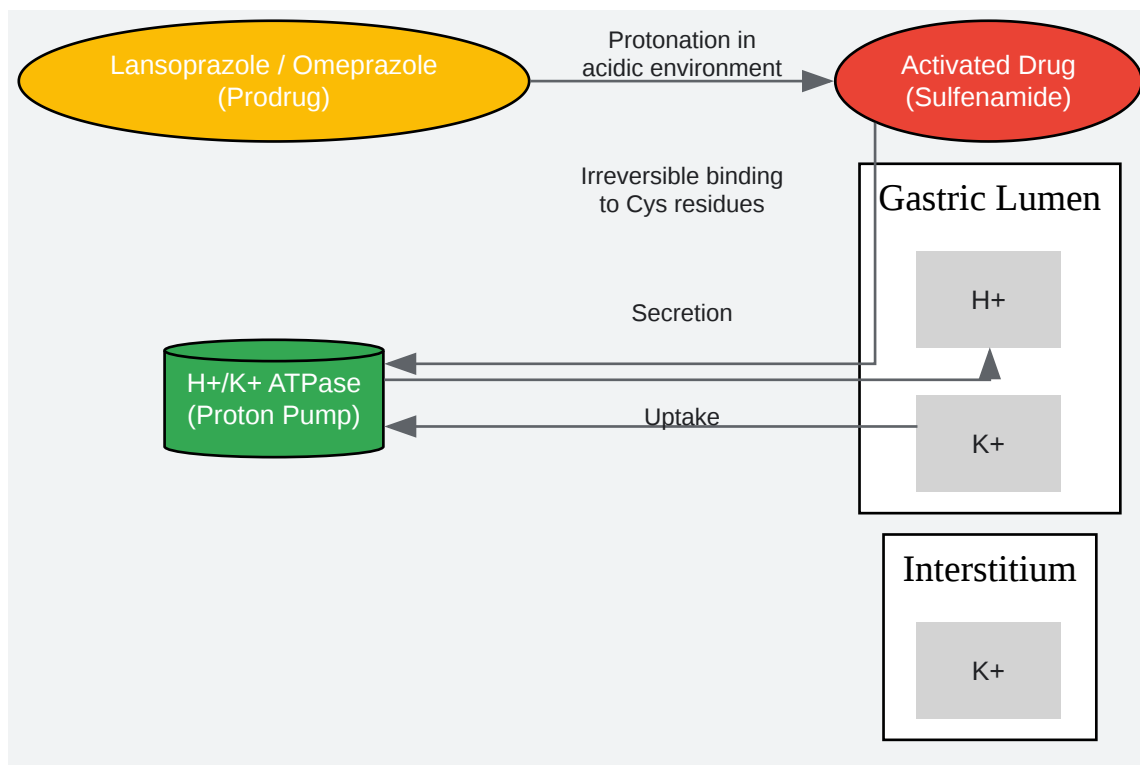 Lansoprazole / Omeprazole
(Prodrug)
Protonation in
acidic environment
Activated Drug
(Sulfenamide)
Irreversible binding
to Cys residues
Gastric Lumen
H+
Secretion
H+/K+ ATPase
(Proton Pump)
Uptake
K+
Interstitium
K+